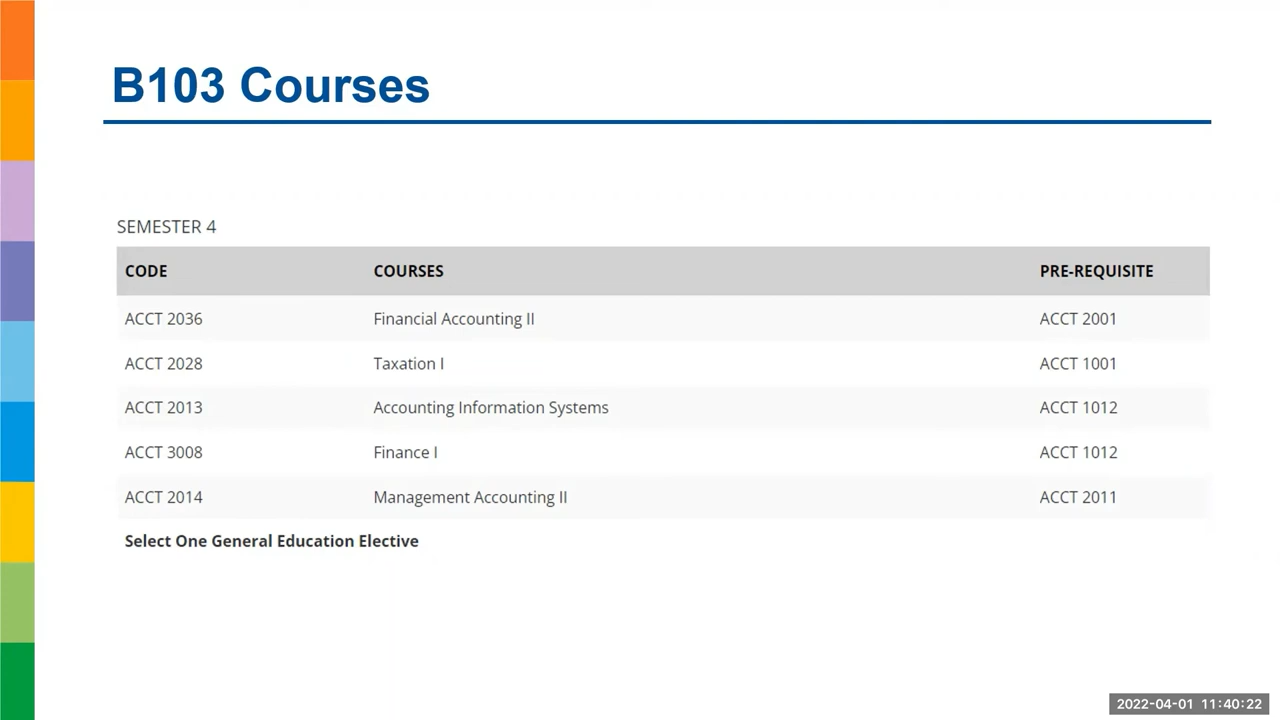 B103 Courses
SEMESTER 4
CODE COURSES PRE-REQUISITE
ACCT 2036 Financial Accounting II ACCT 2001
ACCT 2028 Taxation I ACCT 1001
ACCT 2013 Accounting Information Systems ACCT 1012
ACCT 3008 Finance I ACCT 1012
ACCT 2014 Management Accounting II ACCT 2011
Select One General Education Elective
2022-04-01 11:40:22